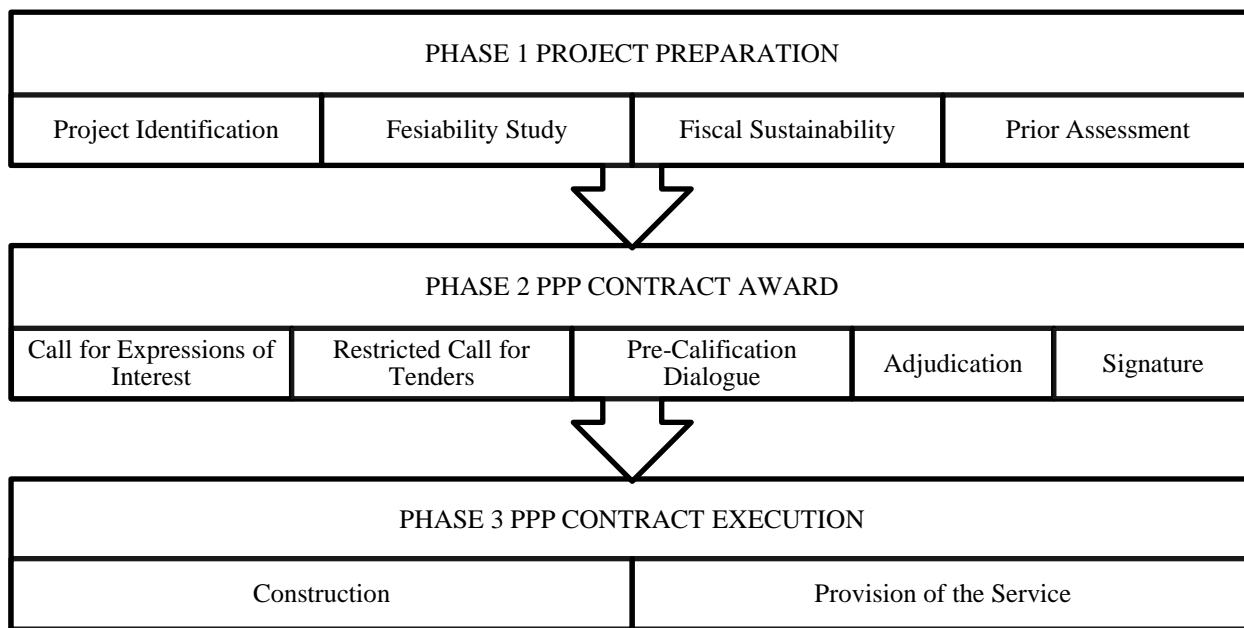 PHASE 1 PROJECT PREPARATION
Project Identification
Fesiability Study
Fiscal Sustainability
Prior Assessment
PHASE 2 PPP CONTRACT AWARD
Call for Expressions of
Interest
Restricted Call for
Tenders
Pre-Calification
Dialogue
Adjudication
Signature
PHASE 3 PPP CONTRACT EXECUTION
Construction
Provision of the Service